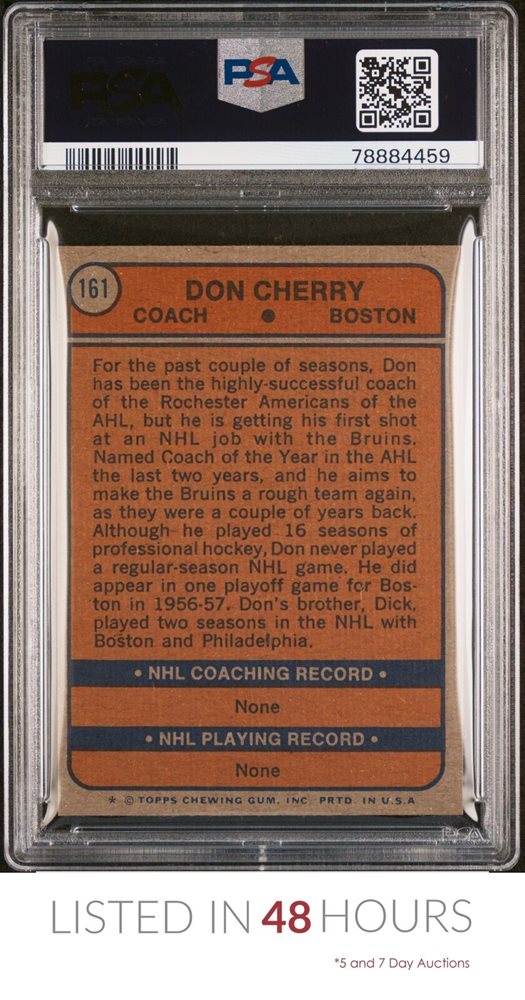 PSA
PSA
78884459
161
DON CHERRY
COACH ● BOSTON
For the past couple of seasons, Don
has been the highly-successful coach
of the Rochester Americans of the
AHL, but he is getting his first shot
at an NHL job with the Bruins.
Named Coach of the Year in the AHL
the last two years, and he aims to
make the Bruins a rough team again,
as they were a couple of years back.
Although he played 16 seasons of
professional hockey, Don never played
a regular-season NHL game. He did
appear in one playoff game for Bos-
ton in 1956-57. Don's brother, Dick,
played two seasons in the NHL with
Boston and Philadelphia.
• NHL COACHING RECORD •
None
• NHL PLAYING RECORD •
None
* © TOPPS CHEWING GUM, INC. PRTD. IN U.S.A
PSA
LISTED IN 48 HOURS
*5 and 7 Day Auctions